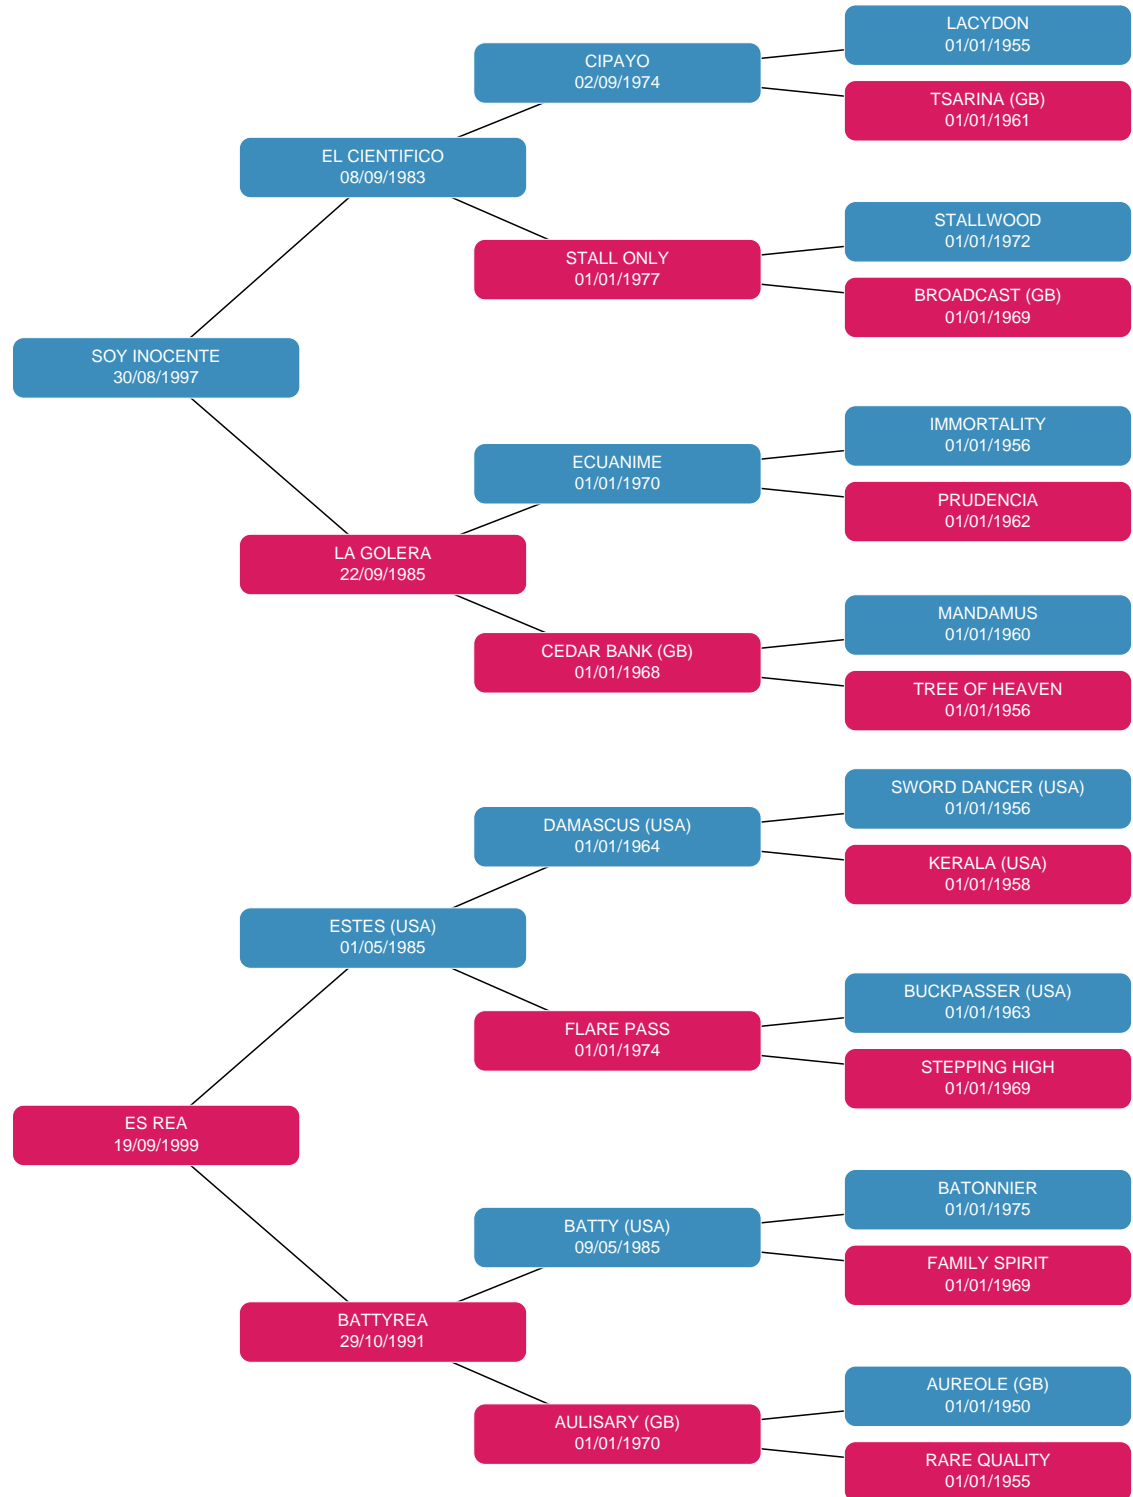 LACYDON
01/01/1955
CIPAYO
02/09/1974
TSARINA (GB)
01/01/1961
EL CIENTIFICO
08/09/1983
STALLWOOD
01/01/1972
STALL ONLY
01/01/1977
BROADCAST (GB)
01/01/1969
SOY INOCENTE
30/08/1997
IMMORTALITY
01/01/1956
ECUANIME
01/01/1970
PRUDENCIA
01/01/1962
LA GOLERA
22/09/1985
MANDAMUS
01/01/1960
CEDAR BANK (GB)
01/01/1968
TREE OF HEAVEN
01/01/1956
SWORD DANCER (USA)
01/01/1956
DAMASCUS (USA)
01/01/1964
KERALA (USA)
01/01/1958
ESTES (USA)
01/05/1985
BUCKPASSER (USA)
01/01/1963
FLARE PASS
01/01/1974
STEPPING HIGH
01/01/1969
ES REA
19/09/1999
BATONNIER
01/01/1975
BATTY (USA)
09/05/1985
FAMILY SPIRIT
01/01/1969
BATTYREA
29/10/1991
AUREOLE (GB)
01/01/1950
AULISARY (GB)
01/01/1970
RARE QUALITY
01/01/1955